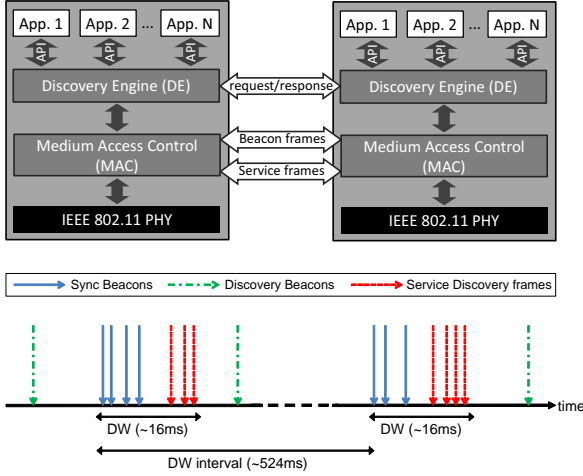 App. 1 App. 2 ... App. N
API API API
Discovery Engine (DE)
Medium Access Control
(MAC)
IEEE 802.11 PHY
request/response
Beacon frames
Service frames
App. 1 App. 2 ... App. N
API API API
Discovery Engine (DE)
Medium Access Control
(MAC)
IEEE 802.11 PHY
Sync Beacons Discovery Beacons Service Discovery frames
time
DW (~16ms) DW (~16ms)
DW interval (~524ms)